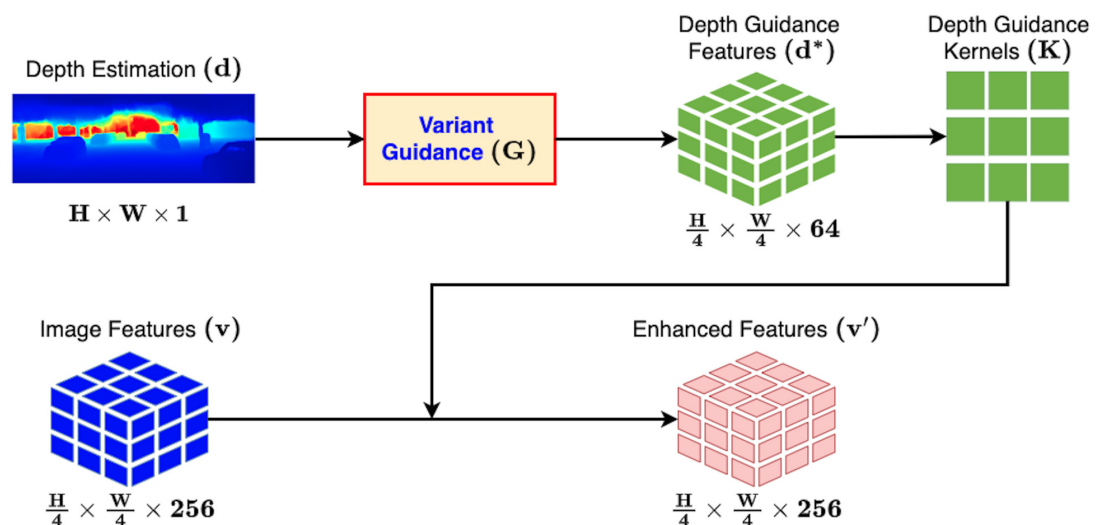 Depth Estimation (d)
H × W × 1
Variant
Guidance (G)
Depth Guidance
Features (d*)
H/4 × W/4 × 64
Depth Guidance
Kernels (K)
Image Features (v)
H/4 × W/4 × 256
Enhanced Features (v′)
H/4 × W/4 × 256